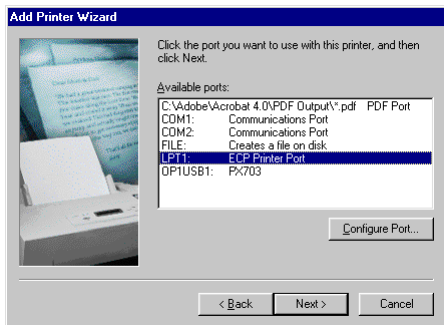 Add Printer Wizard
Click the port you want to use with this printer, and then
click Next.
Available ports:
C:\Adobe\Acrobat 4.0\PDF Output\*.pdf PDF Port
COM1: Communications Port
COM2: Communications Port
FILE: Creates a file on disk
LPT1: ECP Printer Port
OP1USB1: PX703
Configure Port...
< Back
Next >
Cancel